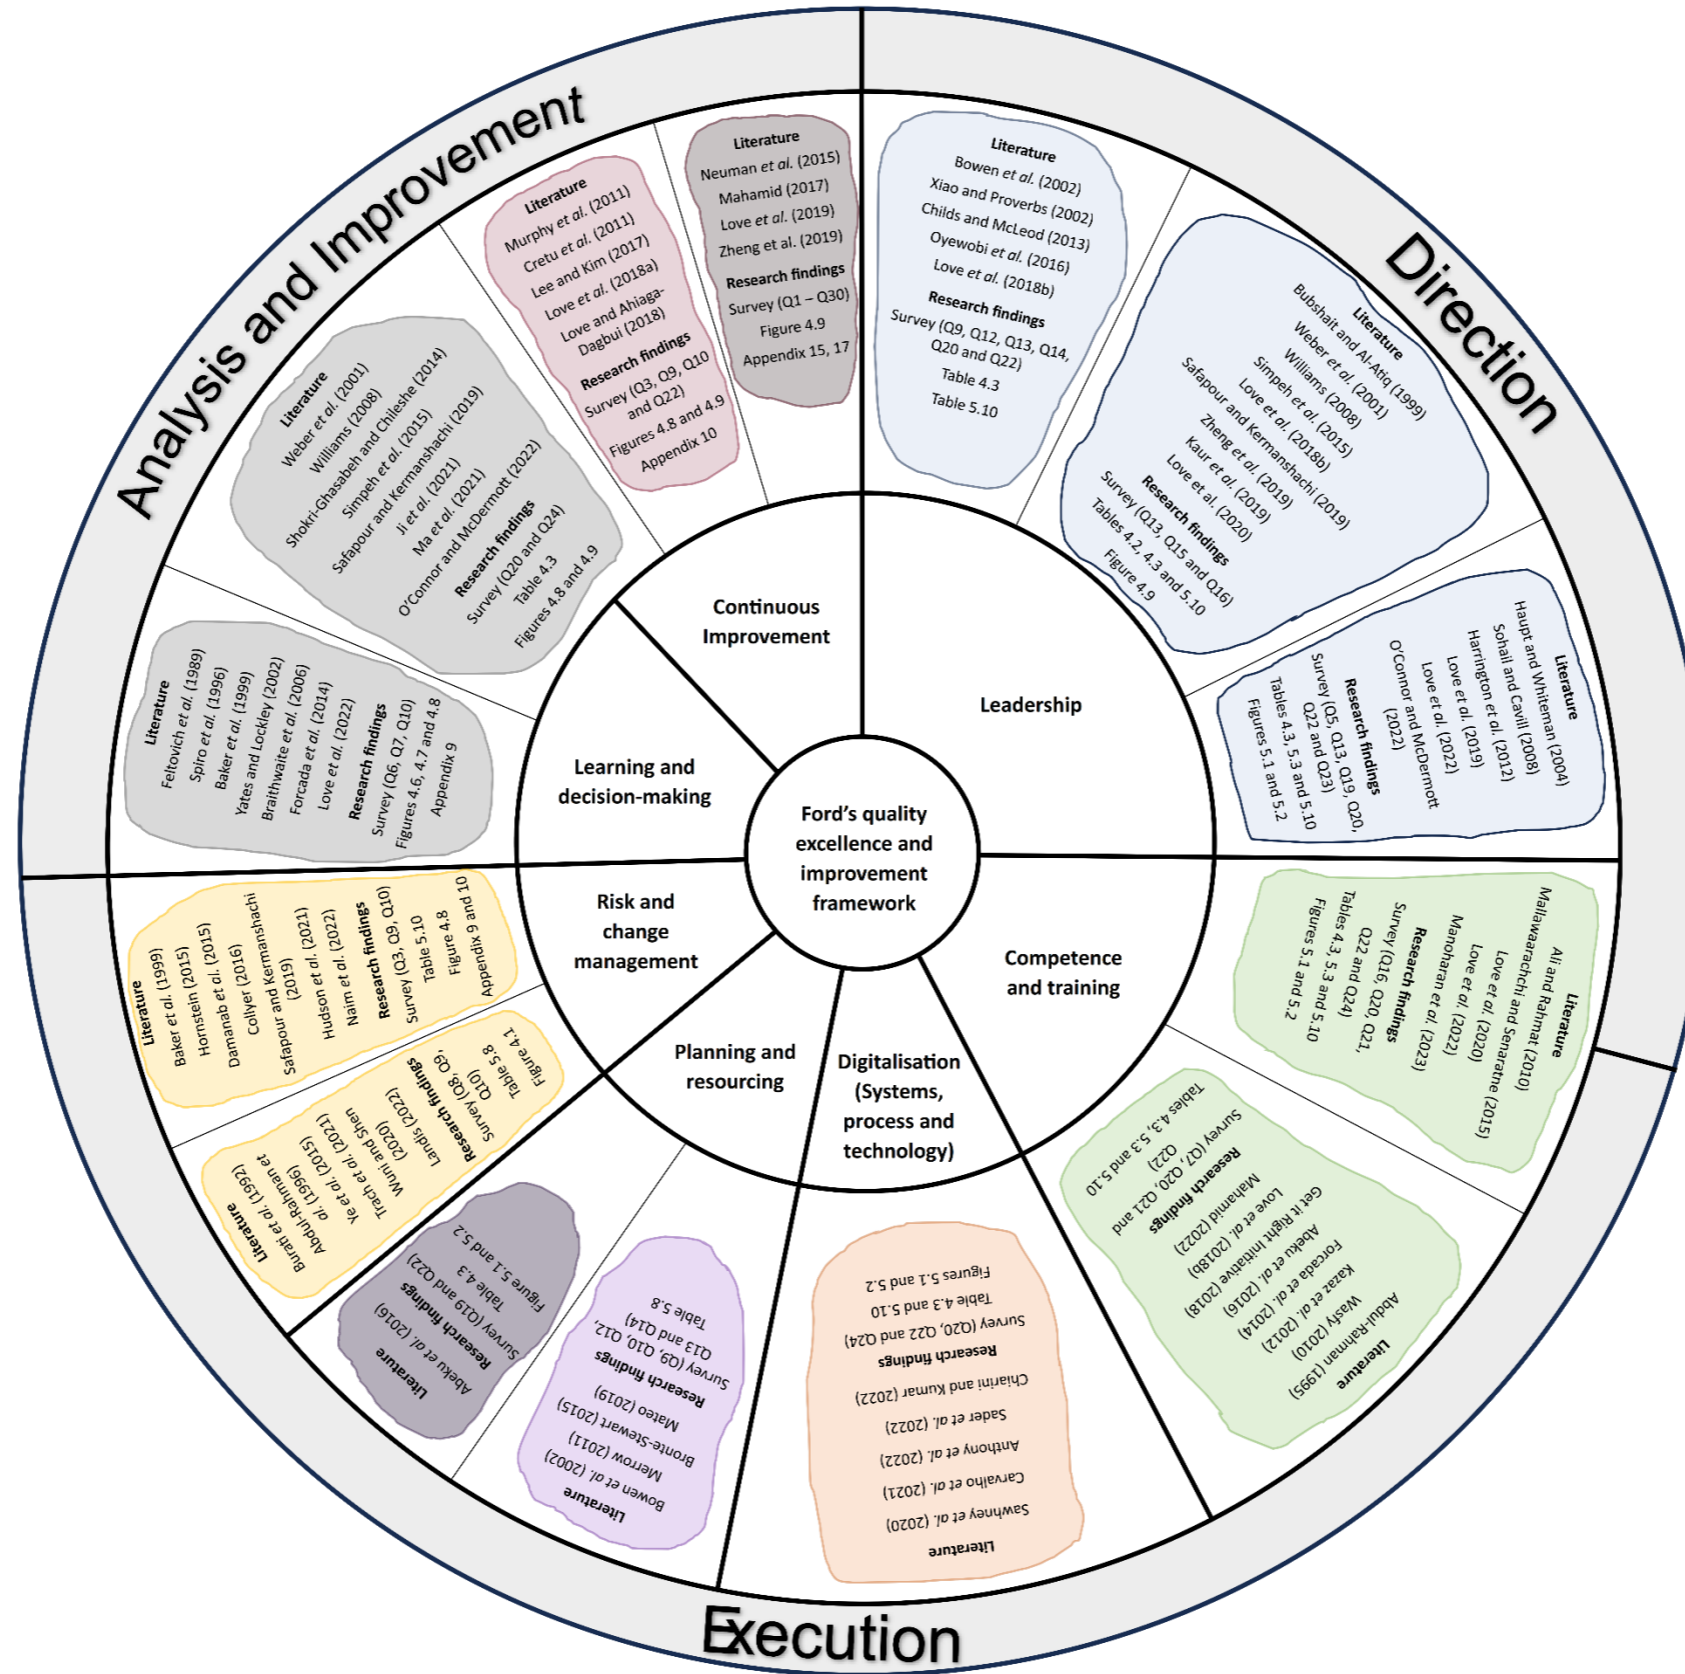 Analysis and Improvement
Direction
Execution
Ford's quality
excellence and
improvement
framework
Leadership
Competence
and training
Digitalisation
(Systems,
process and
technology)
Planning and
resourcing
Risk and
change
management
Learning and
decision-making
Continuous
Improvement
Literature
Bowen et al. (2002)
Xiao and Proverbs (2002)
Childs and McLeod (2013)
Oyewobi et al. (2016)
Love et al. (2018b)
Research findings
Survey (Q9, Q12, Q13, Q14,
Q20 and Q22)
Table 4.3
Table 5.10
Literature
Bubshait and Al-Atiq (1999)
Weber et al. (2001)
Williams (2008)
Simpeh et al. (2015)
Love et al. (2018b)
Safapour and Kermanshachi (2019)
Zheng et al. (2019)
Kaur et al. (2019)
Love et al. (2020)
Research findings
Survey (Q13, Q15 and Q16)
Tables 4.2, 4.3 and 5.10
Figure 4.9
Literature
Haupt and Whiteman (2004)
Sohail and Cavill (2008)
Harrington et al. (2012)
Love et al. (2019)
Love et al. (2022)
O'Connor and McDermott
(2022)
Research findings
Survey (Q5, Q13, Q19, Q20,
Q22 and Q23)
Tables 4.3, 5.3 and 5.10
Figures 5.1 and 5.2
Literature
Ali and Rahmat (2010)
Mallawaarachchi and Senaratne (2015)
Love et al. (2020)
Love et al. (2022)
Manoharan et al. (2023)
Research findings
Survey (Q16, Q20, Q21,
Q22 and Q24)
Tables 4.3, 5.3 and 5.10
Figures 5.1 and 5.2
Literature
Abdul-Rahman (1995)
Wasfy (2010)
Kazaz et al. (2012)
Forcada et al. (2014)
Abeku et al. (2016)
Get it Right Initiative (2018)
Love et al. (2018b)
Mahamid (2022)
Research findings
Survey (Q7, Q20, Q21 and
Q22)
Tables 4.3, 5.3 and 5.10
Literature
Sawhney et al. (2020)
Carvalho et al. (2021)
Anthony et al. (2022)
Sader et al. (2022)
Chiarini and Kumar (2022)
Research findings
Survey (Q20, Q22 and Q24)
Table 4.3 and 5.10
Figures 5.1 and 5.2
Literature
Bowen et al. (2002)
Merrow (2011)
Bronte-Stewart (2015)
Mateo (2019)
Research findings
Survey (Q9, Q10, Q12,
Q13 and Q14)
Table 5.8
Literature
Abeku et al. (2016)
Research findings
Survey (Q19 and Q22)
Table 4.3
Figure 5.1 and 5.2
Literature
Burati et al. (1992)
Abdul-Rahman et
al. (1996)
Ye et al. (2015)
Trach et al. (2021)
Wuni and Shen
(2020)
Landis (2022)
Research findings
Survey (Q8, Q9,
Q10)
Table 5.8
Figure 4.1
Literature
Baker et al. (1999)
Hornstein (2015)
Damanab et al. (2015)
Collyer (2016)
Safapour and Kermanshachi
(2019)
Hudson et al. (2021)
Naim et al. (2022)
Research findings
Survey (Q3, Q9, Q10)
Table 5.10
Figure 4.8
Appendix 9 and 10
Literature
Feltovich et al. (1989)
Spiro et al. (1996)
Baker et al. (1999)
Yates and Lockley (2002)
Braithwaite et al. (2006)
Forcada et al. (2014)
Love et al. (2022)
Research findings
Survey (Q6, Q7, Q10)
Figures 4.6, 4.7 and 4.8
Appendix 9
Literature
Weber et al. (2001)
Williams (2008)
Shokri-Ghasabeh and Chileshe (2014)
Simpeh et al. (2015)
Safapour and Kermanshachi (2019)
Ji et al. (2021)
Ma et al. (2021)
O'Connor and McDermott (2022)
Research findings
Survey (Q20 and Q24)
Table 4.3
Figures 4.8 and 4.9
Literature
Murphy et al. (2011)
Cretu et al. (2011)
Lee and Kim (2017)
Love et al. (2018a)
Love and Ahiaga-
Dagbui (2018)
Research findings
Survey (Q3, Q9, Q10
and Q22)
Figures 4.8 and 4.9
Appendix 10
Literature
Neuman et al. (2015)
Mahamid (2017)
Love et al. (2019)
Zheng et al. (2019)
Research findings
Survey (Q1 – Q30)
Figure 4.9
Appendix 15, 17